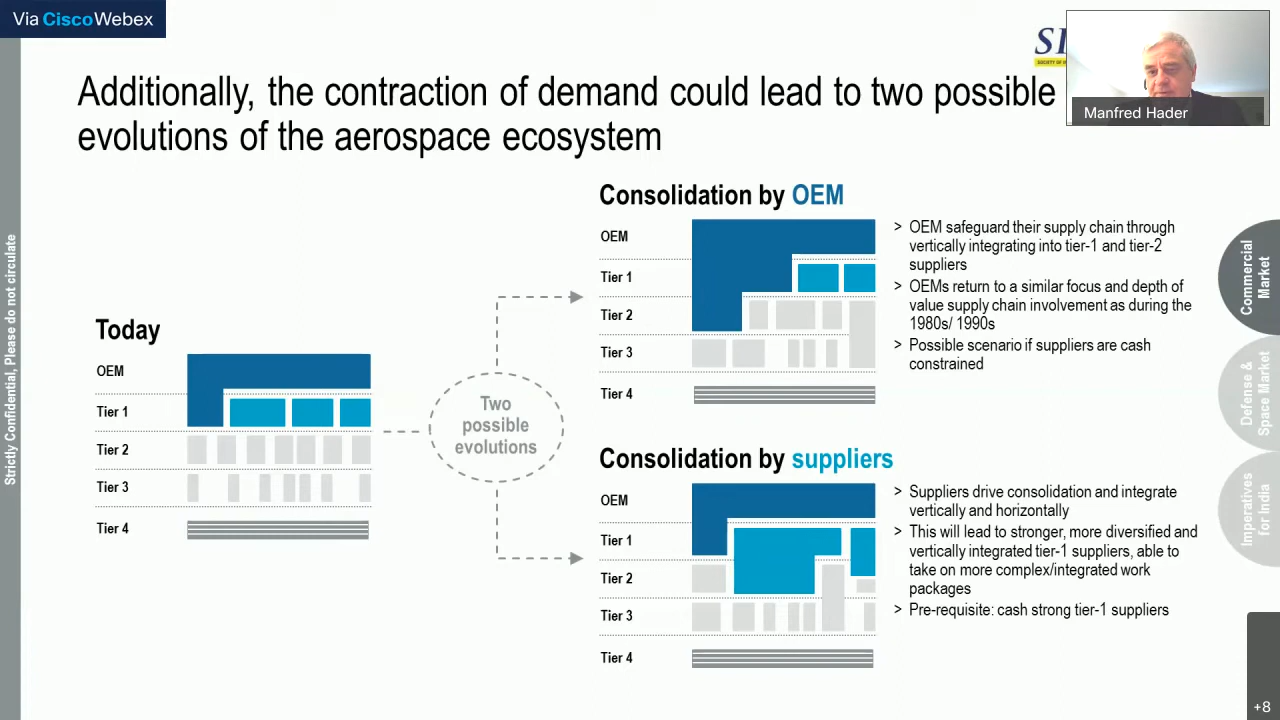 Via CiscoWebex
SI
SOCIETY OF
Manfred Hader
Additionally, the contraction of demand could lead to two possible
evolutions of the aerospace ecosystem
Strictly Confidential, Please do not circulate
Today
OEM
Tier 1
Tier 2
Tier 3
Tier 4
Two
possible
evolutions
Consolidation by OEM
OEM
Tier 1
Tier 2
Tier 3
Tier 4
> OEM safeguard their supply chain through
vertically integrating into tier-1 and tier-2
suppliers
> OEMs return to a similar focus and depth of
value supply chain involvement as during the
1980s/ 1990s
> Possible scenario if suppliers are cash
constrained
Consolidation by suppliers
OEM
Tier 1
Tier 2
Tier 3
Tier 4
> Suppliers drive consolidation and integrate
vertically and horizontally
> This will lead to stronger, more diversified and
vertically integrated tier-1 suppliers, able to
take on more complex/integrated work
packages
> Pre-requisite: cash strong tier-1 suppliers
Commercial
Market
Defense &
Space Market
Imperatives
for India
+8